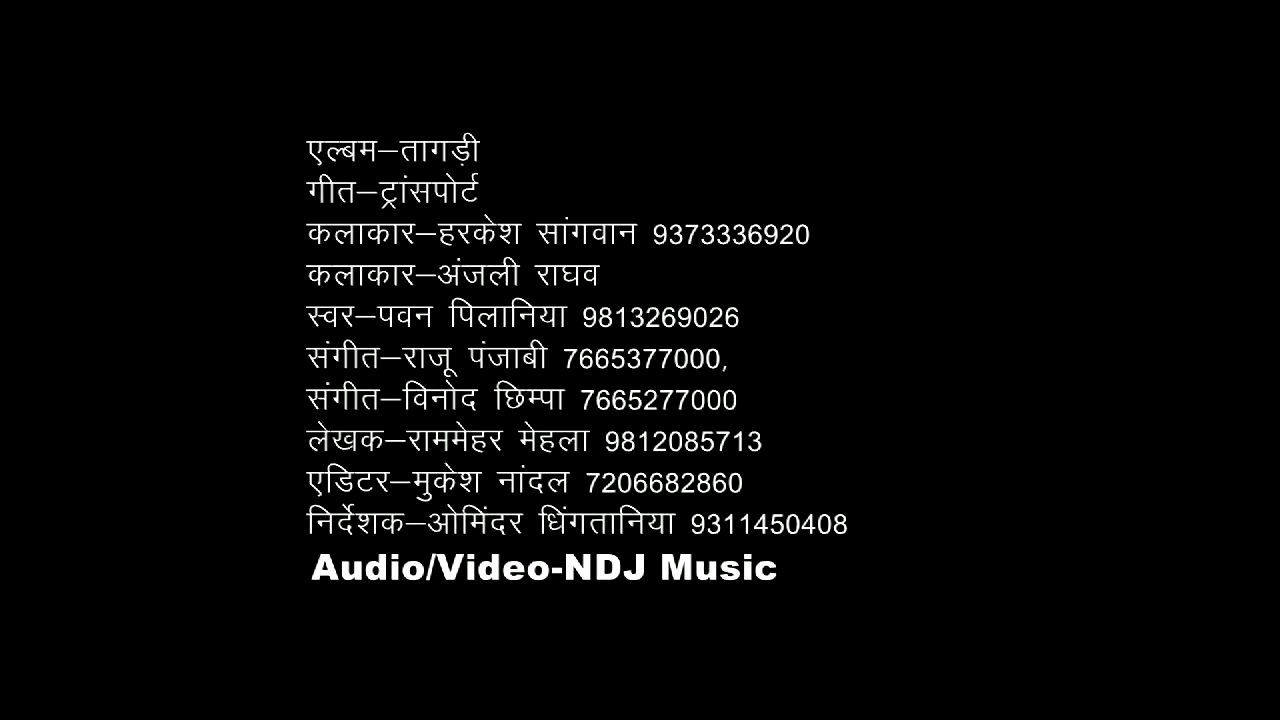 एल्बम–तागड़ी
गीत–ट्रांसपोर्ट
कलाकार–हरकेश सांगवान 9373336920
कलाकार–अंजली राघव
स्वर–पवन पिलानिया 9813269026
संगीत–राजू पंजाबी 7665377000,
संगीत–विनोद छिम्पा 7665277000
लेखक–राममेहर मेहला 9812085713
एडिटर–मुकेश नांदल 7206682860
निर्देशक–ओमिंदर धिंगतानिया 9311450408
Audio/Video-NDJ Music